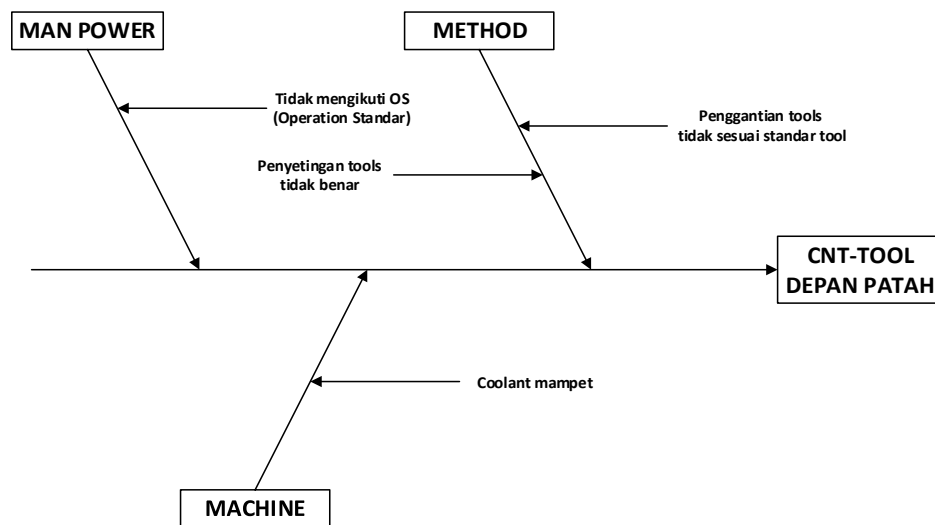 MAN POWER
METHOD
Tidak mengikuti OS
(Operation Standar)
Penggantian tools
tidak sesuai standar tool
Penyetingan tools
tidak benar
CNT-TOOL
DEPAN PATAH
Coolant mampet
MACHINE